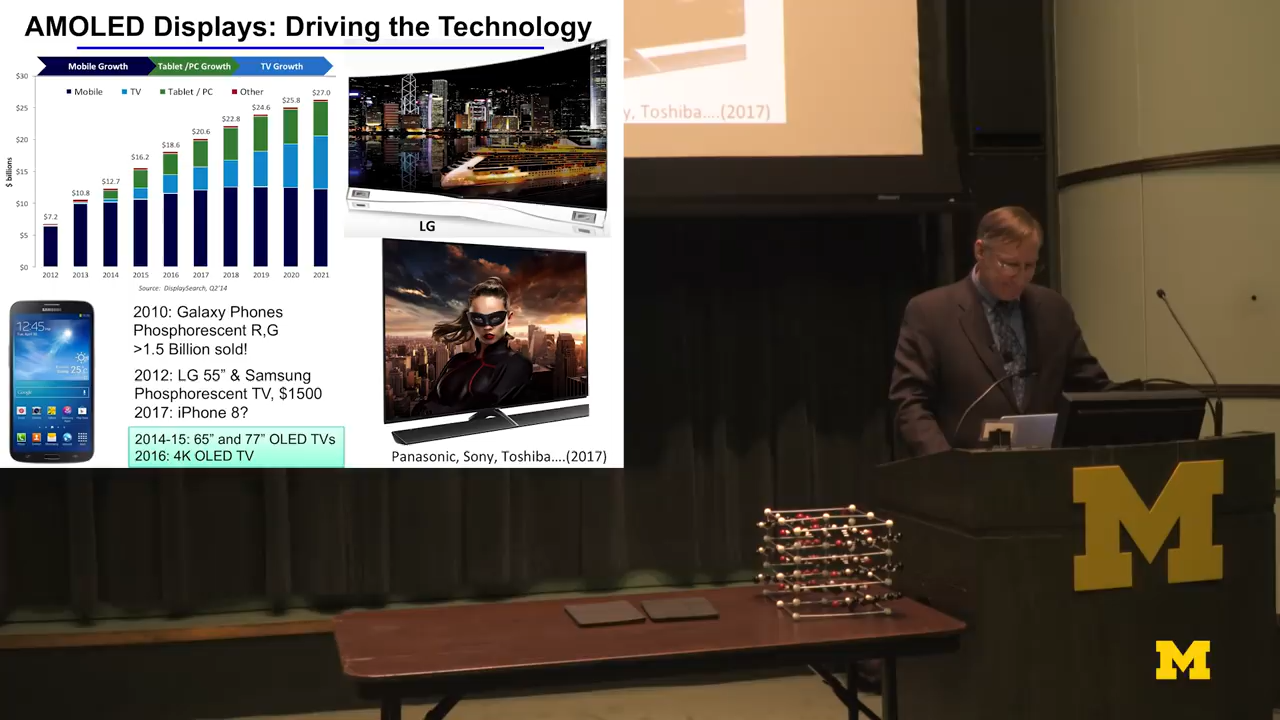 AMOLED Displays: Driving the Technology
Mobile Growth
Tablet /PC Growth
TV Growth
Mobile
TV
Tablet / PC
Other
$ billions
$30
$25
$20
$15
$10
$5
$0
$7.2
$10.8
$12.7
$16.2
$18.6
$20.6
$22.8
$24.6
$25.8
$27.0
2012
2013
2014
2015
2016
2017
2018
2019
2020
2021
Source: DisplaySearch, Q2'14
LG
SAMSUNG
12:45
25°
2010: Galaxy Phones
Phosphorescent R,G
>1.5 Billion sold!
2012: LG 55” & Samsung
Phosphorescent TV, $1500
2017: iPhone 8?
2014-15: 65” and 77” OLED TVs
2016: 4K OLED TV
Panasonic, Sony, Toshiba....(2017)
y, Toshiba....(2017)
M
M